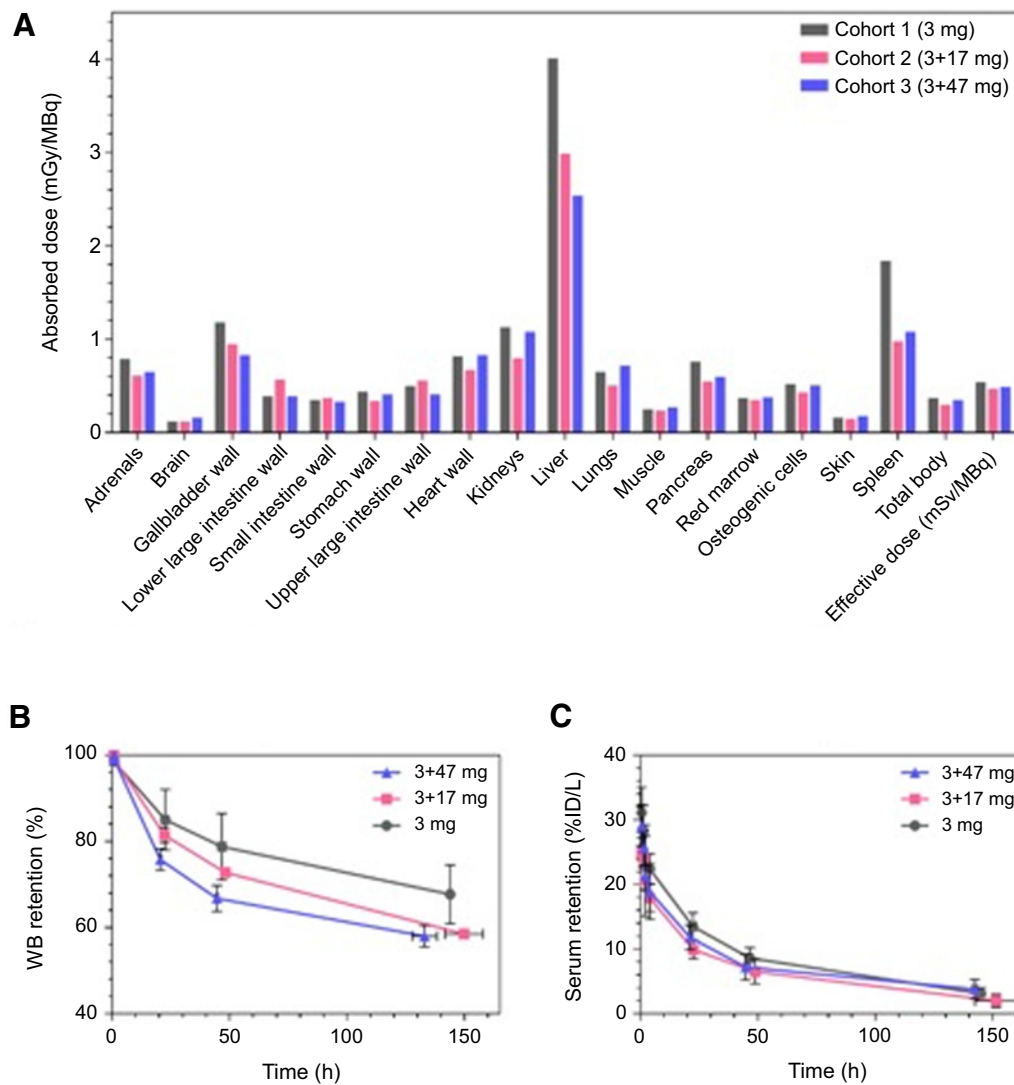 A
Absorbed dose (mGy/MBq)
4
3
2
1
0
Cohort 1 (3 mg)
Cohort 2 (3+17 mg)
Cohort 3 (3+47 mg)
Adrenals
Brain
Gallbladder wall
Lower large intestine wall
Small intestine wall
Stomach wall
Upper large intestine wall
Heart wall
Kidneys
Liver
Lungs
Muscle
Pancreas
Red marrow
Osteogenic cells
Skin
Spleen
Total body
Effective dose (mSv/MBq)
B
WB retention (%)
100
80
60
40
3+47 mg
3+17 mg
3 mg
0
50
100
150
Time (h)
C
Serum retention (%ID/L)
40
30
20
10
0
3+47 mg
3+17 mg
3 mg
0
50
100
150
Time (h)